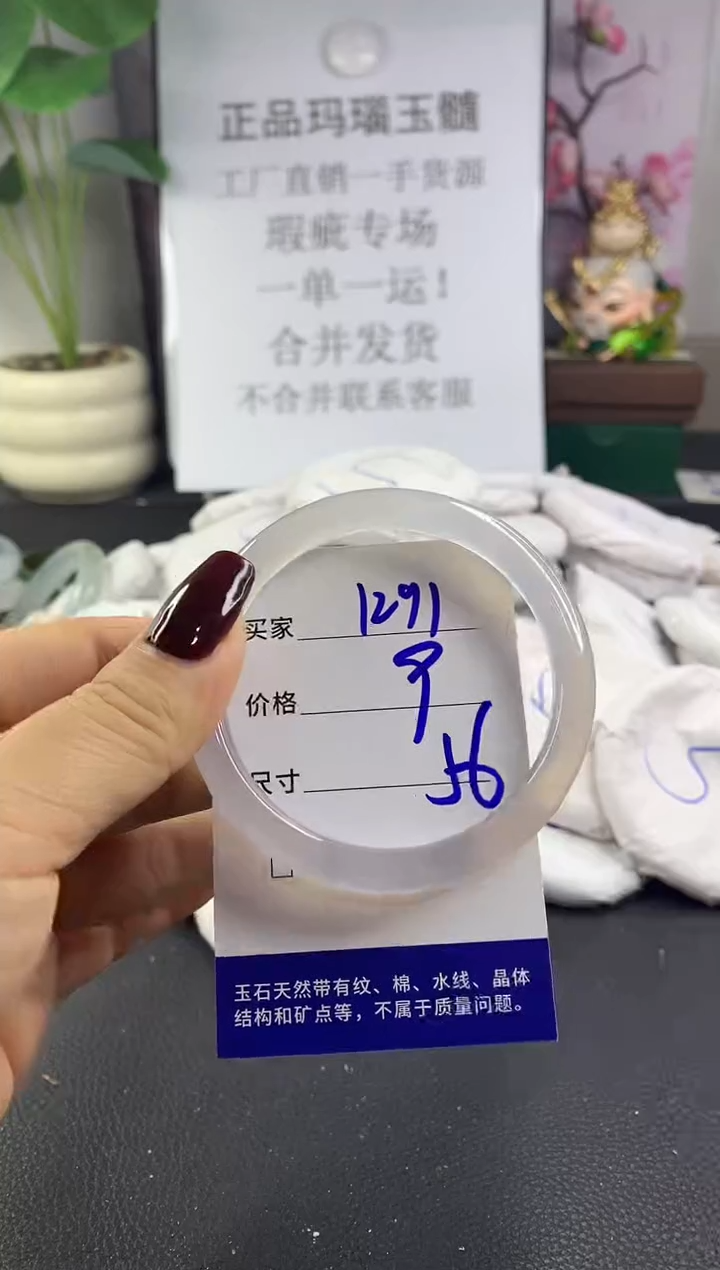 正品玛瑙玉髓
工厂直销一手货源
瑕疵专场
一单一运！
合并发货
不合并联系客服
买家 1291
价格 9
尺寸 56
玉石天然带有纹、棉、水线、晶体
结构和矿点等，不属于质量问题。